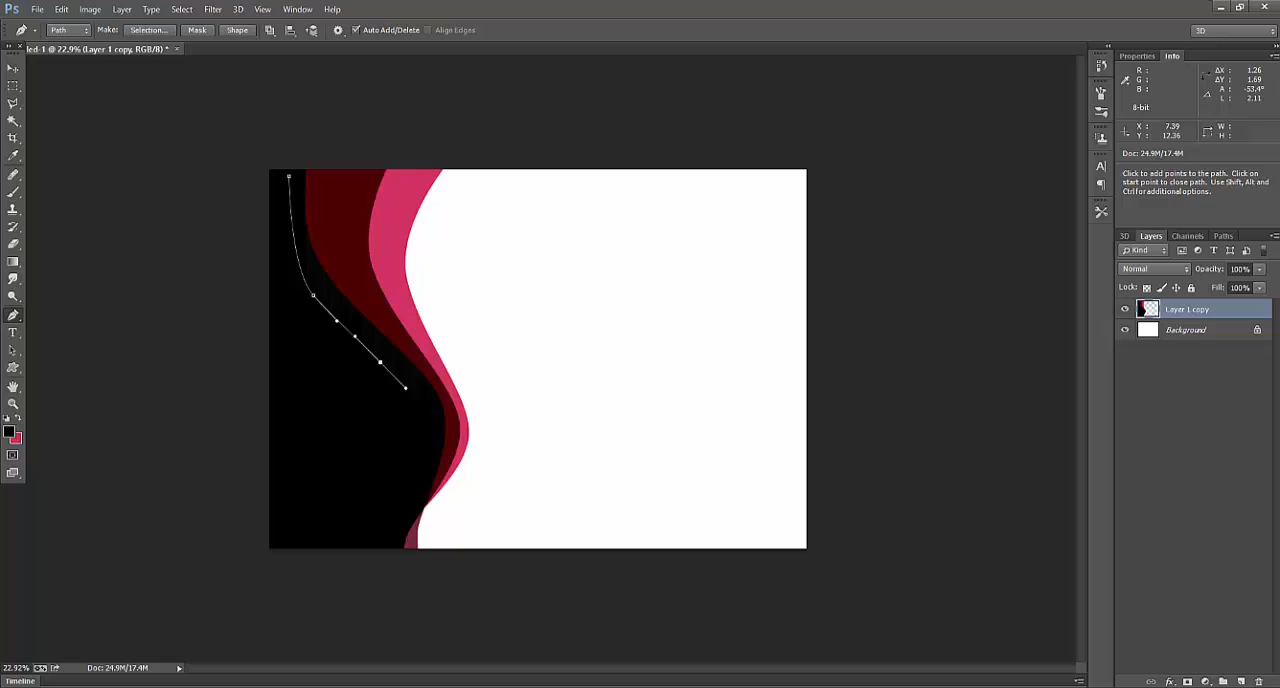 Ps File Edit Image Layer Type Select Filter 3D View Window Help
Path Make: Selection... Mask Shape Auto Add/Delete Align Edges 3D
led-1 @ 22.9% (Layer 1 copy, RGB/8) * ×
Properties Info
R : ΔX : 1.26
G : ΔY : 1.69
B : A : -53.4°
L : 2.11
8-bit
X : 7.39 W :
Y : 12.36 H :
Doc: 24.9M/17.4M
Click to add points to the path. Click on
start point to close path. Use Shift, Alt and
Ctrl for additional options.
3D Layers Channels Paths
Kind
Normal Opacity: 100%
Lock: Fill: 100%
Layer 1 copy
Background
22.92% Doc: 24.9M/17.4M
Timeline